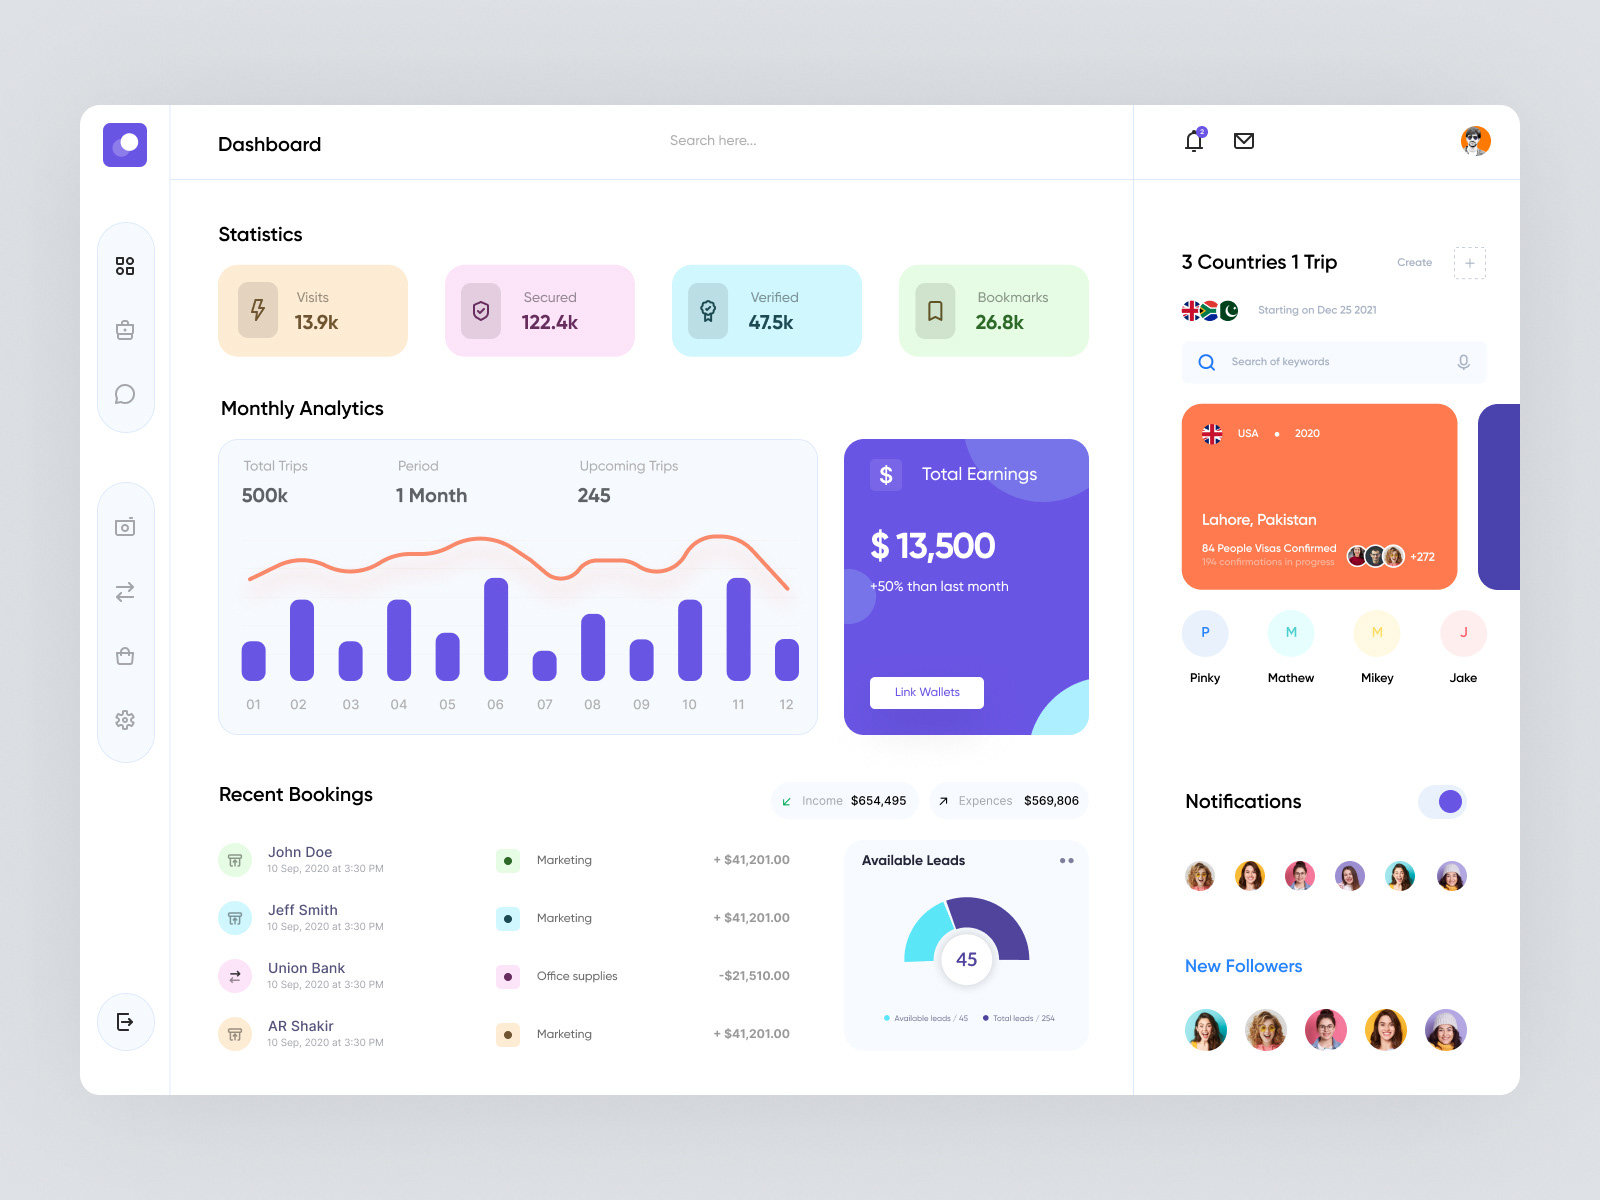 Dashboard
Search here...
2
Statistics
Visits
13.9k
Secured
122.4k
Verified
47.5k
Bookmarks
26.8k
Monthly Analytics
Total Trips
500k
Period
1 Month
Upcoming Trips
245
01 02 03 04 05 06 07 08 09 10 11 12
$ Total Earnings
$ 13,500
+50% than last month
Link Wallets
Recent Bookings
Income $654,495
Expences $569,806
John Doe
10 Sep, 2020 at 3:30 PM
Marketing
+ $41,201.00
Jeff Smith
10 Sep, 2020 at 3:30 PM
Marketing
+ $41,201.00
Union Bank
10 Sep, 2020 at 3:30 PM
Office supplies
-$21,510.00
AR Shakir
10 Sep, 2020 at 3:30 PM
Marketing
+ $41,201.00
Available Leads
45
Available leads / 45
Total leads / 254
3 Countries 1 Trip
Create
+
Starting on Dec 25 2021
Search of keywords
USA • 2020
Lahore, Pakistan
84 People Visas Confirmed
194 confirmations in progress
+272
P M M J
Pinky Mathew Mikey Jake
Notifications
New Followers